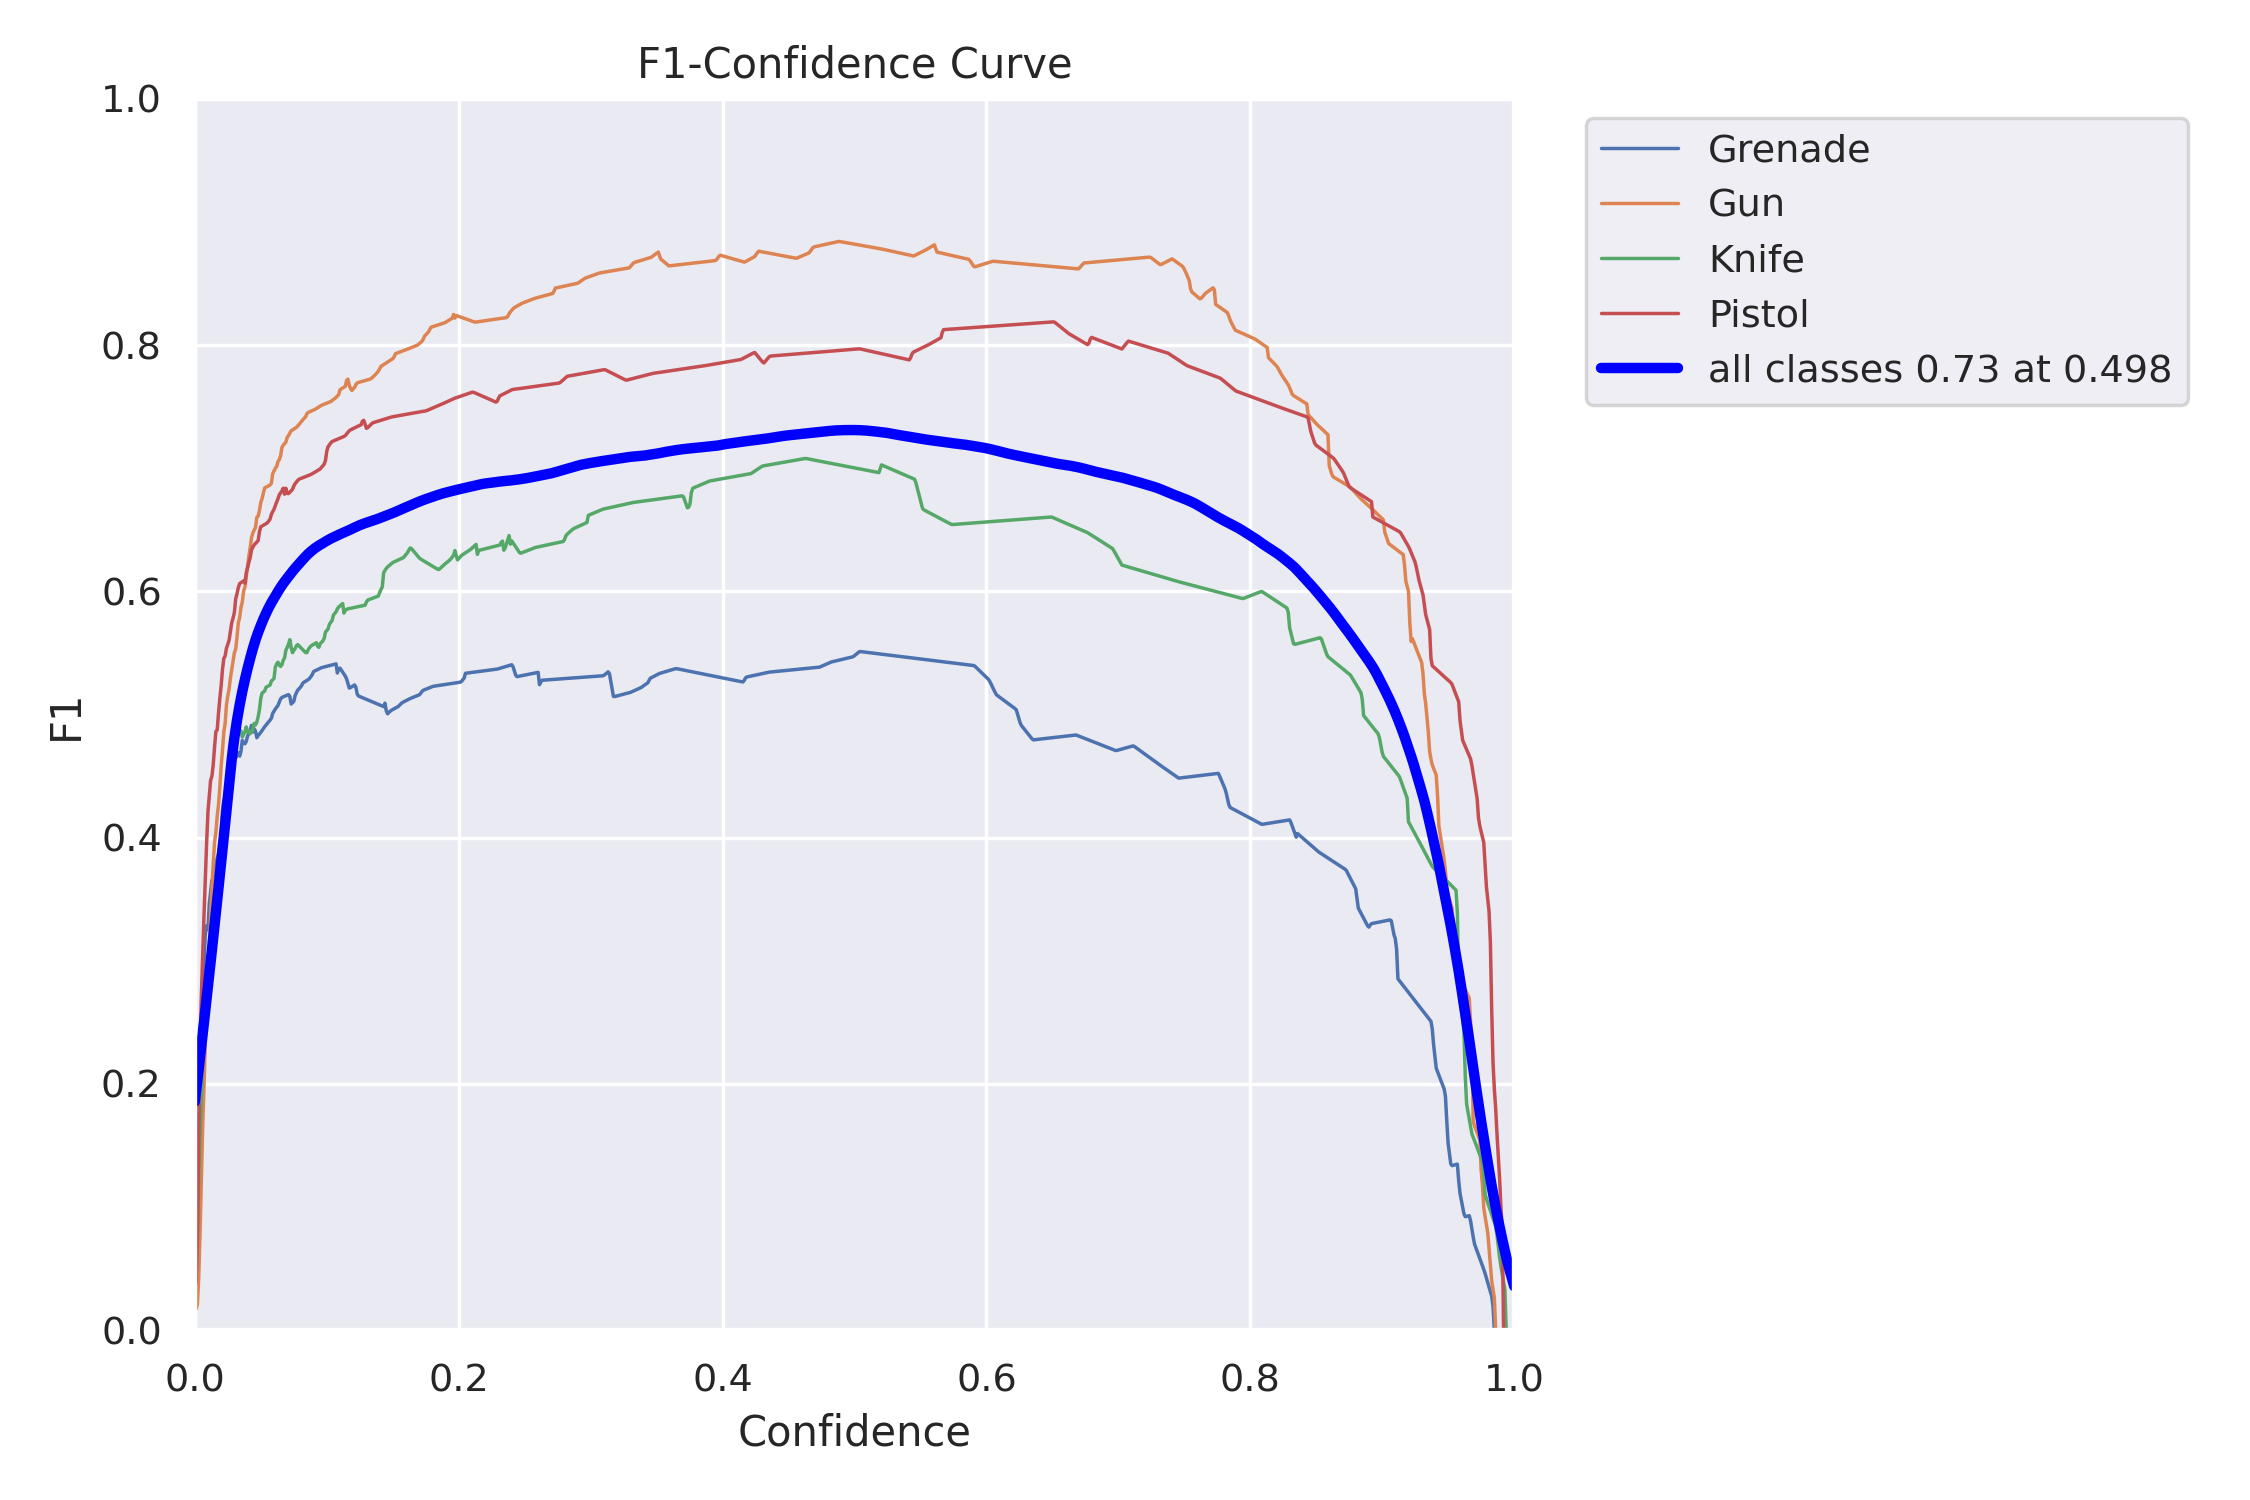 F1-Confidence Curve
1.0
0.8
0.6
0.4
0.2
0.0
F1
0.0 0.2 0.4 0.6 0.8 1.0
Confidence
Grenade
Gun
Knife
Pistol
all classes 0.73 at 0.498